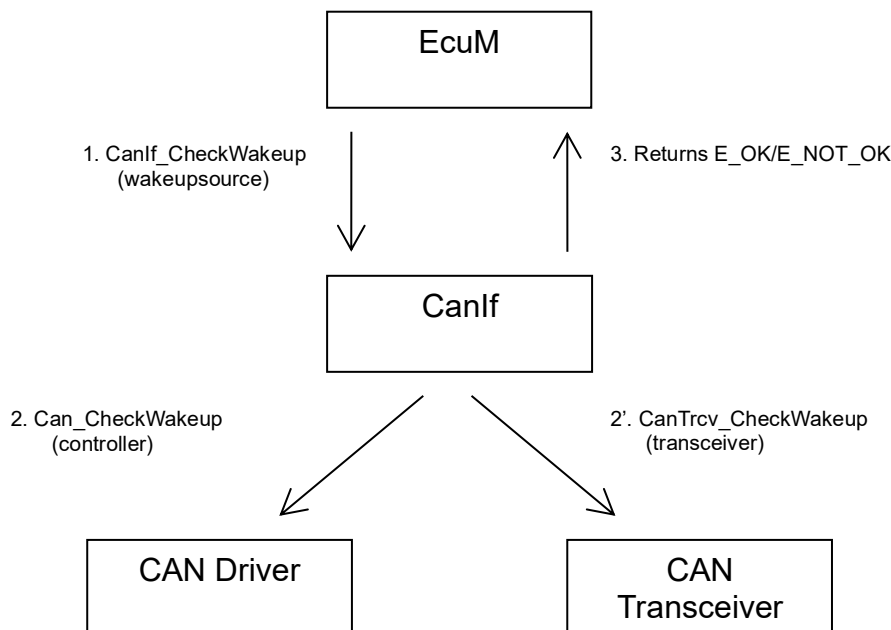 EcuM
1. CanIf_CheckWakeup
(wakeupsource)
3. Returns E_OK/E_NOT_OK
CanIf
2. Can_CheckWakeup
(controller)
2’. CanTrcv_CheckWakeup
(transceiver)
CAN Driver
CAN
Transceiver